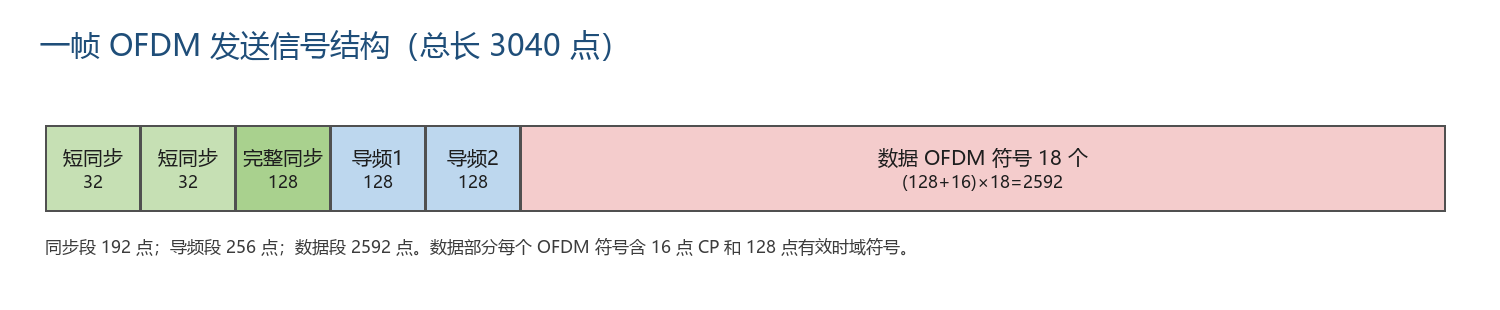 一帧 OFDM 发送信号结构（总长 3040 点）
短同步
32
短同步
32
完整同步
128
导频1
128
导频2
128
数据 OFDM 符号 18 个
(128+16)×18=2592
同步段 192 点；导频段 256 点；数据段 2592 点。数据部分每个 OFDM 符号含 16 点 CP 和 128 点有效时域符号。